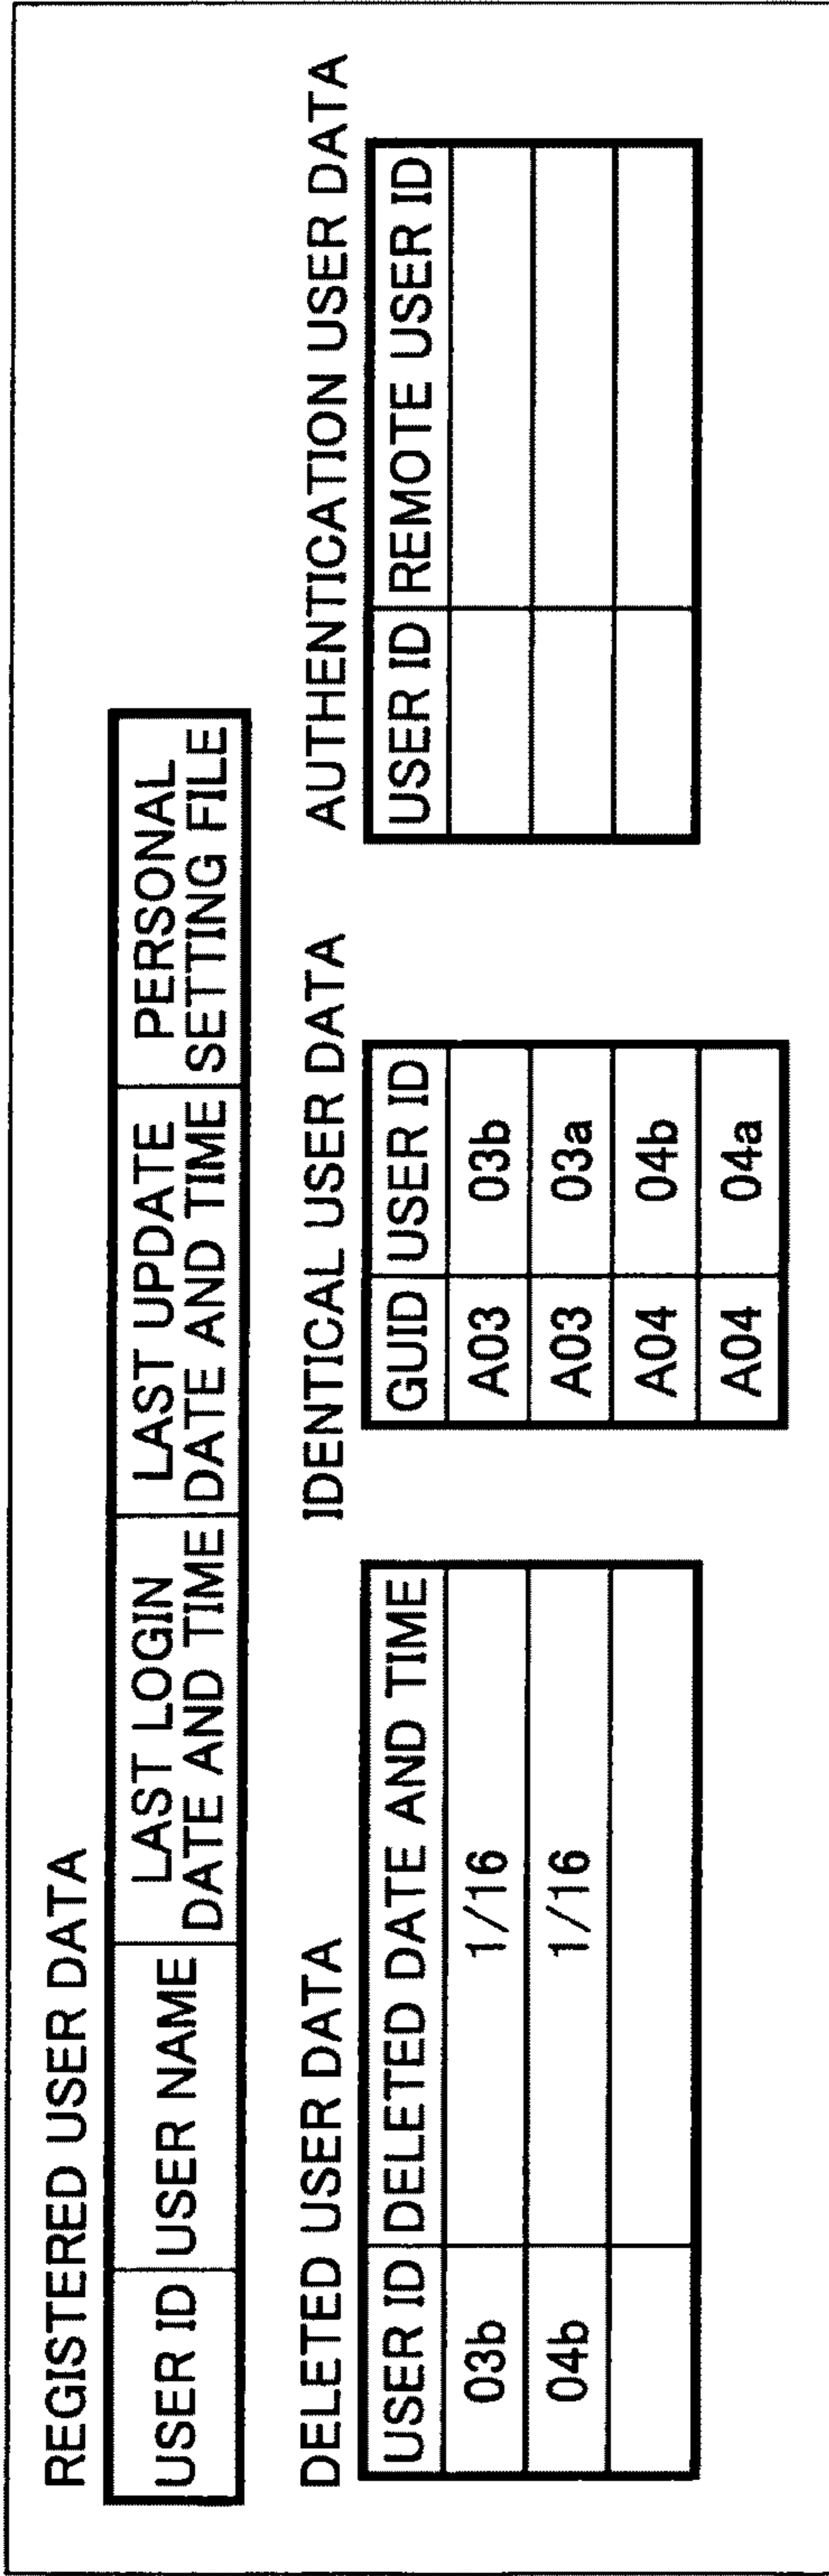 REGISTERED USER DATA
USER ID USER NAME LAST LOGIN DATE AND TIME LAST UPDATE DATE AND TIME PERSONAL SETTING FILE
DELETED USER DATA
USER ID DELETED DATE AND TIME
03b 1/16
04b 1/16
IDENTICAL USER DATA
GUID USER ID
A03 03b
A03 03a
A04 04b
A04 04a
AUTHENTICATION USER DATA
USER ID REMOTE USER ID